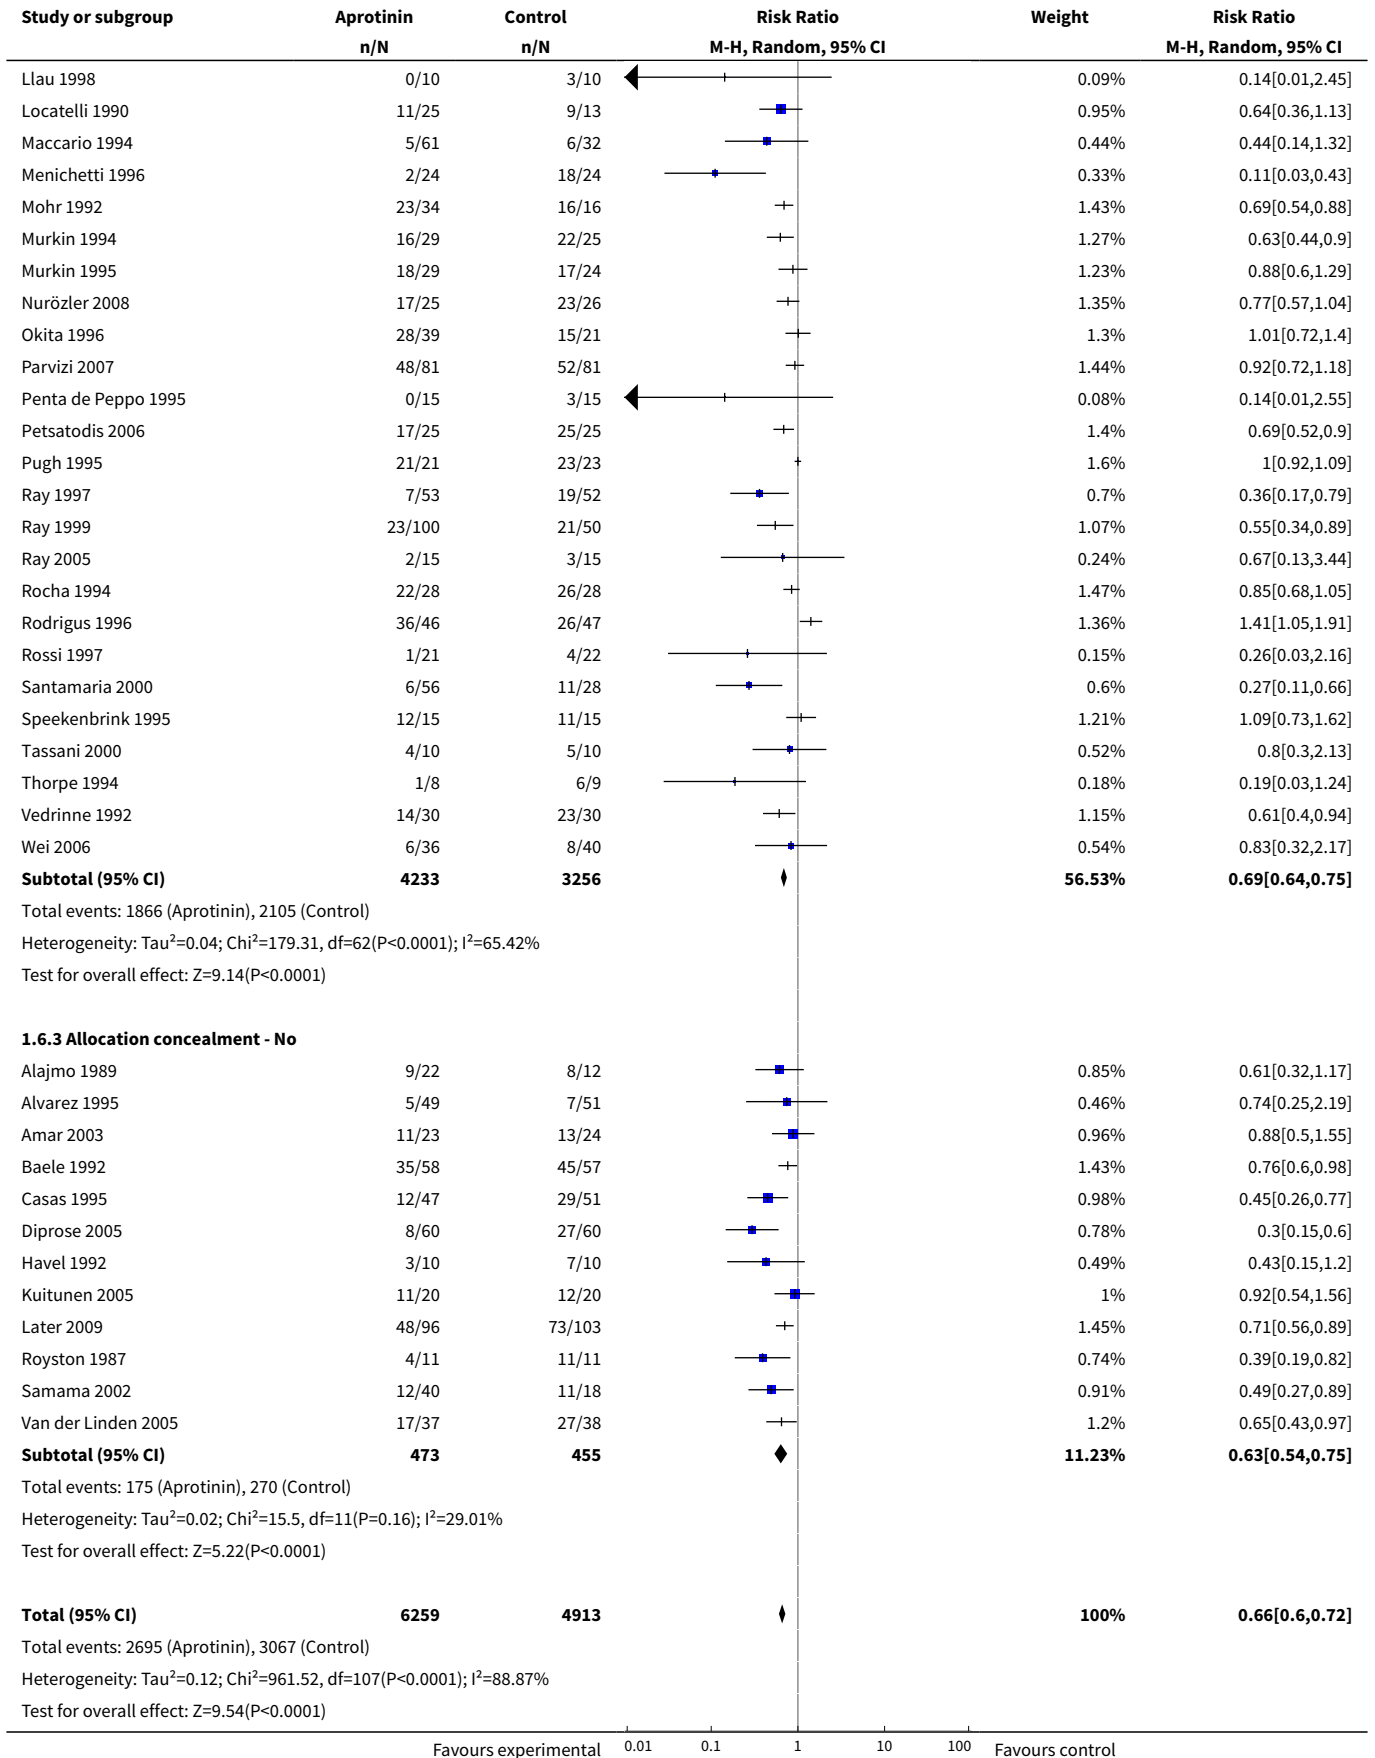 Study or subgroup Aprotinin Control Risk Ratio Weight Risk Ratio
n/N n/N M-H, Random, 95% CI M-H, Random, 95% CI
Llau 1998 0/10 3/10 0.09% 0.14[0.01,2.45]
Locatelli 1990 11/25 9/13 0.95% 0.64[0.36,1.13]
Maccario 1994 5/61 6/32 0.44% 0.44[0.14,1.32]
Menichetti 1996 2/24 18/24 0.33% 0.11[0.03,0.43]
Mohr 1992 23/34 16/16 1.43% 0.69[0.54,0.88]
Murkin 1994 16/29 22/25 1.27% 0.63[0.44,0.9]
Murkin 1995 18/29 17/24 1.23% 0.88[0.6,1.29]
Nurözler 2008 17/25 23/26 1.35% 0.77[0.57,1.04]
Okita 1996 28/39 15/21 1.3% 1.01[0.72,1.4]
Parvizi 2007 48/81 52/81 1.44% 0.92[0.72,1.18]
Penta de Peppo 1995 0/15 3/15 0.08% 0.14[0.01,2.55]
Petsatodis 2006 17/25 25/25 1.4% 0.69[0.52,0.9]
Pugh 1995 21/21 23/23 1.6% 1[0.92,1.09]
Ray 1997 7/53 19/52 0.7% 0.36[0.17,0.79]
Ray 1999 23/100 21/50 1.07% 0.55[0.34,0.89]
Ray 2005 2/15 3/15 0.24% 0.67[0.13,3.44]
Rocha 1994 22/28 26/28 1.47% 0.85[0.68,1.05]
Rodrigus 1996 36/46 26/47 1.36% 1.41[1.05,1.91]
Rossi 1997 1/21 4/22 0.15% 0.26[0.03,2.16]
Santamaria 2000 6/56 11/28 0.6% 0.27[0.11,0.66]
Speekenbrink 1995 12/15 11/15 1.21% 1.09[0.73,1.62]
Tassani 2000 4/10 5/10 0.52% 0.8[0.3,2.13]
Thorpe 1994 1/8 6/9 0.18% 0.19[0.03,1.24]
Vedrinne 1992 14/30 23/30 1.15% 0.61[0.4,0.94]
Wei 2006 6/36 8/40 0.54% 0.83[0.32,2.17]
Subtotal (95% CI) 4233 3256 56.53% 0.69[0.64,0.75]
Total events: 1866 (Aprotinin), 2105 (Control)
Heterogeneity: Tau²=0.04; Chi²=179.31, df=62(P<0.0001); I²=65.42%
Test for overall effect: Z=9.14(P<0.0001)
1.6.3 Allocation concealment - No
Alajmo 1989 9/22 8/12 0.85% 0.61[0.32,1.17]
Alvarez 1995 5/49 7/51 0.46% 0.74[0.25,2.19]
Amar 2003 11/23 13/24 0.96% 0.88[0.5,1.55]
Baele 1992 35/58 45/57 1.43% 0.76[0.6,0.98]
Casas 1995 12/47 29/51 0.98% 0.45[0.26,0.77]
Diprose 2005 8/60 27/60 0.78% 0.3[0.15,0.6]
Havel 1992 3/10 7/10 0.49% 0.43[0.15,1.2]
Kuitunen 2005 11/20 12/20 1% 0.92[0.54,1.56]
Later 2009 48/96 73/103 1.45% 0.71[0.56,0.89]
Royston 1987 4/11 11/11 0.74% 0.39[0.19,0.82]
Samama 2002 12/40 11/18 0.91% 0.49[0.27,0.89]
Van der Linden 2005 17/37 27/38 1.2% 0.65[0.43,0.97]
Subtotal (95% CI) 473 455 11.23% 0.63[0.54,0.75]
Total events: 175 (Aprotinin), 270 (Control)
Heterogeneity: Tau²=0.02; Chi²=15.5, df=11(P=0.16); I²=29.01%
Test for overall effect: Z=5.22(P<0.0001)
Total (95% CI) 6259 4913 100% 0.66[0.6,0.72]
Total events: 2695 (Aprotinin), 3067 (Control)
Heterogeneity: Tau²=0.12; Chi²=961.52, df=107(P<0.0001); I²=88.87%
Test for overall effect: Z=9.54(P<0.0001)
Favours experimental 0.01 0.1 1 10 100 Favours control